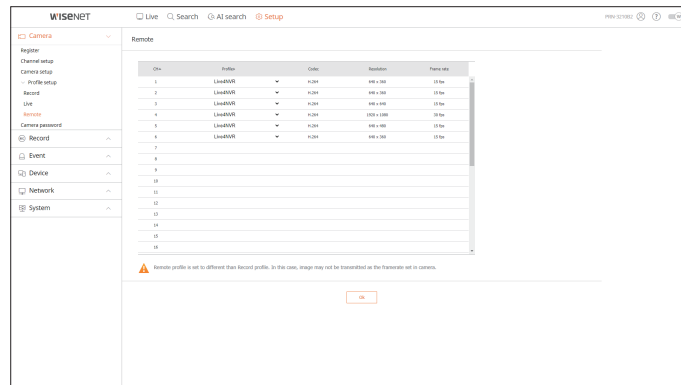 WISENET
Live Search AI search Setup
PRN-3210B2
Camera
Remote
Register
Channel setup
Camera setup
Profile setup
Record
Live
Remote
Camera password
Record
Event
Device
Network
System
CH Profiles Codec Resolution Frame rate
1 Live4NVR H.264 640 x 360 15 fps
2 Live4NVR H.264 640 x 360 15 fps
3 Live4NVR H.264 640 x 640 15 fps
4 Live4NVR H.264 1920 x 1080 30 fps
5 Live4NVR H.264 640 x 480 15 fps
6 Live4NVR H.264 640 x 360 15 fps
7
8
9
10
11
12
13
14
15
16
Remote profile is set to different than Record profile. In this case, image may not be transmitted as the framerate set in camera.
OK